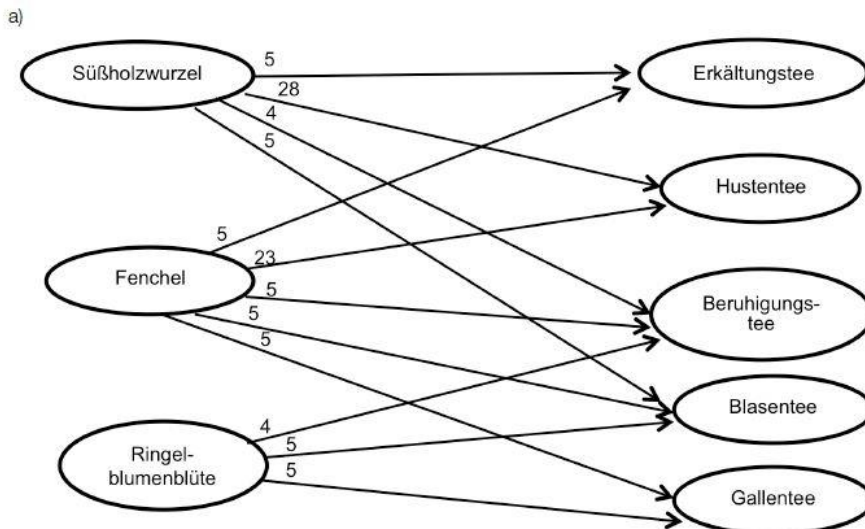 a)
Süßholzwurzel
5
28
4
5
Erkältungstee
Hustentee
Fenchel
5
23
5
5
5
Beruhigungs-
tee
Blasentee
Ringel-
blumenblüte
4
5
5
Gallentee